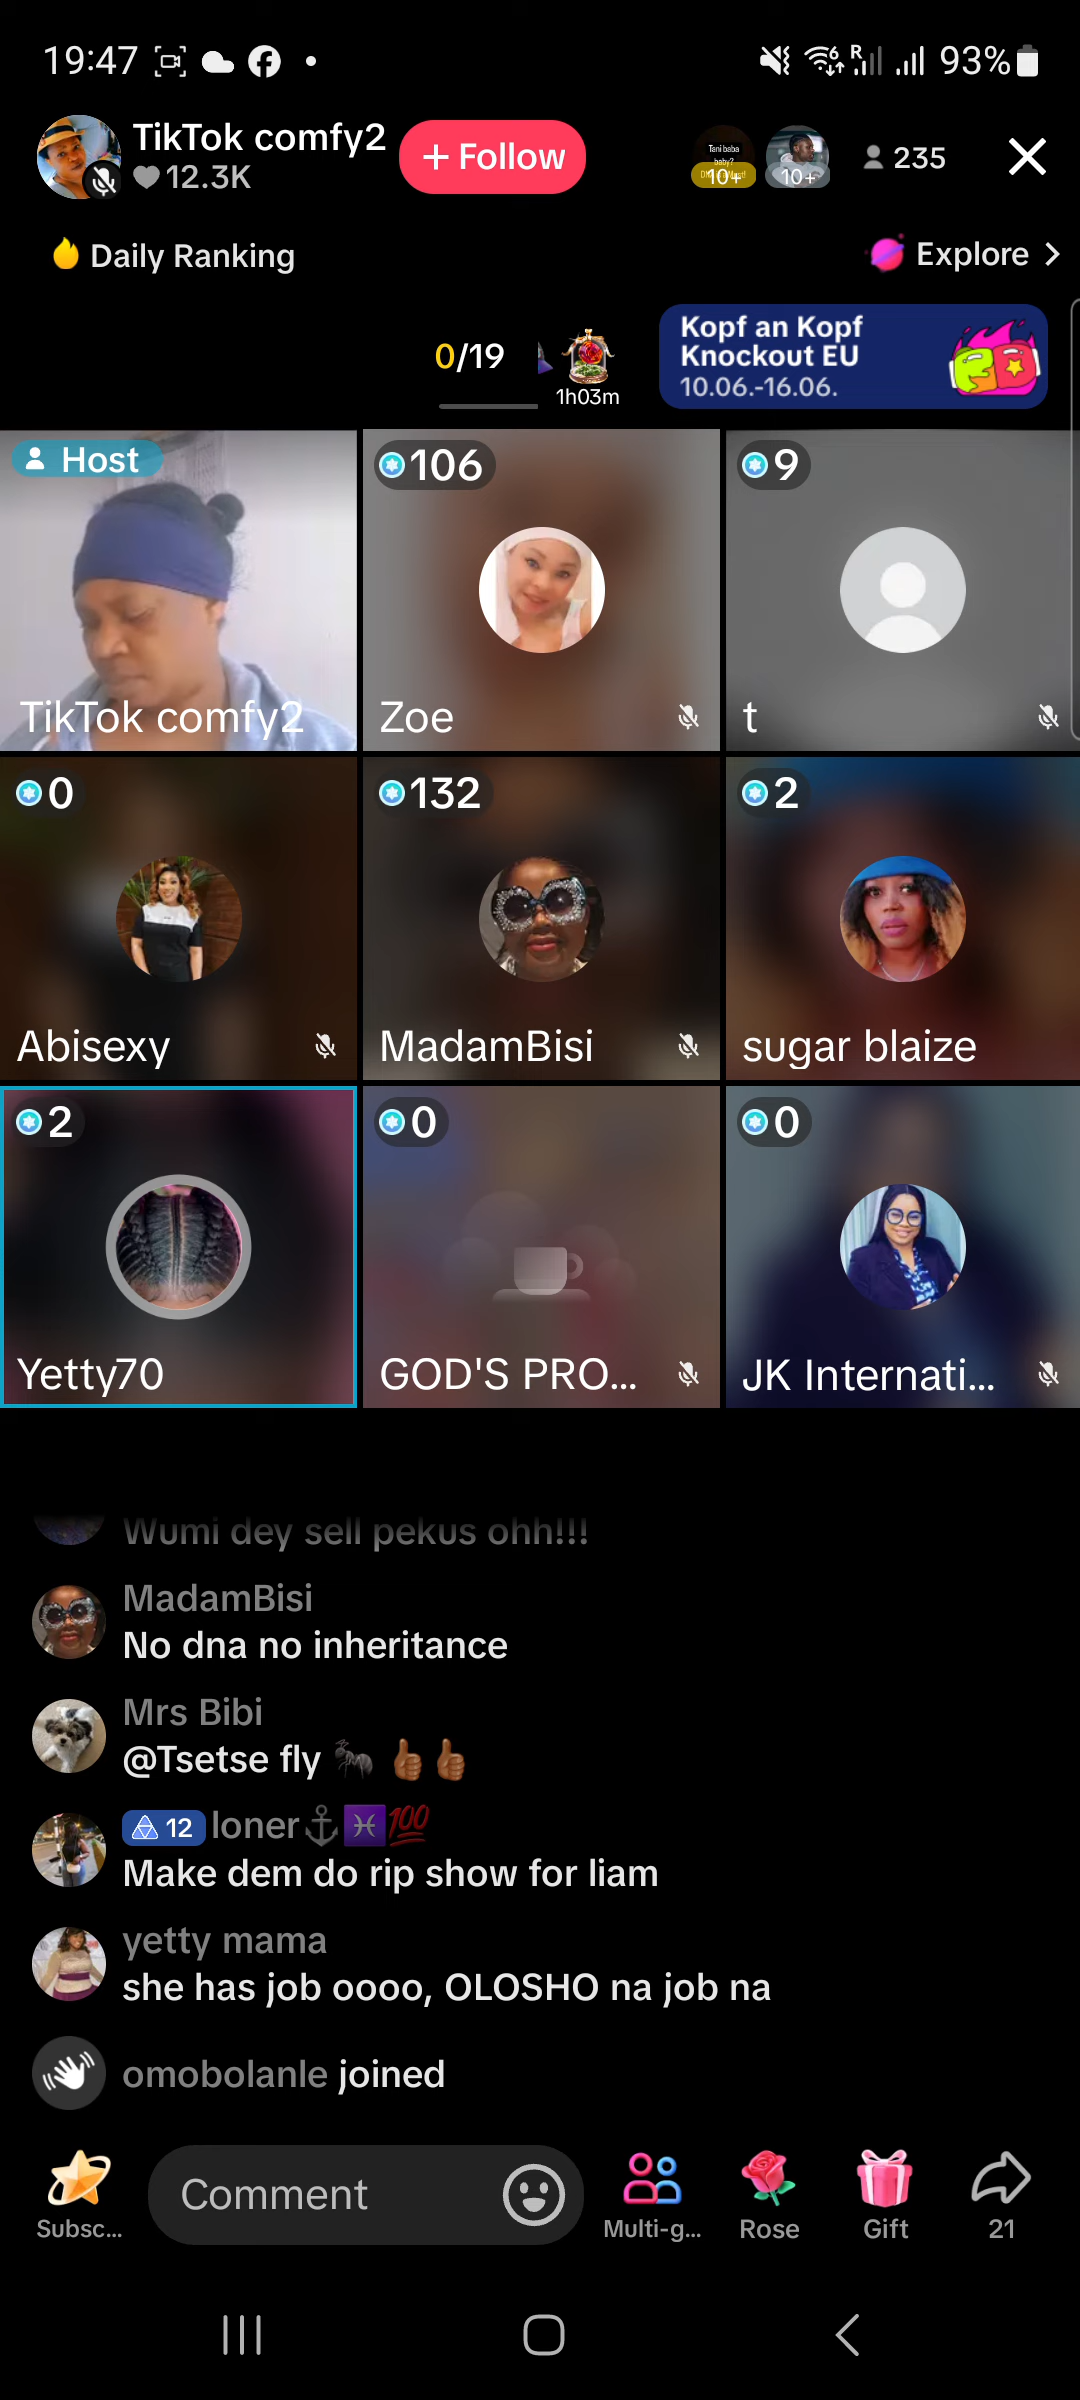 19:47
R
93%
TikTok comfy2
12.3K
+ Follow
Tani baba
baby?
10+
10+
235
Daily Ranking
Explore
0/19
1h03m
Kopf an Kopf
Knockout EU
10.06.-16.06.
Host
TikTok comfy2
106
Zoe
9
t
0
Abisexy
132
MadamBisi
2
sugar blaize
2
Yetty70
0
GOD'S PRO...
0
JK Internati...
Wumi dey sell pekus ohh!!!
MadamBisi
No dna no inheritance
Mrs Bibi
@Tsetse fly 🐜 👍🏾👍🏾
12 loner⚓♓💯
Make dem do rip show for liam
yetty mama
she has job oooo, OLOSHO na job na
omobolanle joined
Comment
Subsc...
Multi-g...
Rose
Gift
21